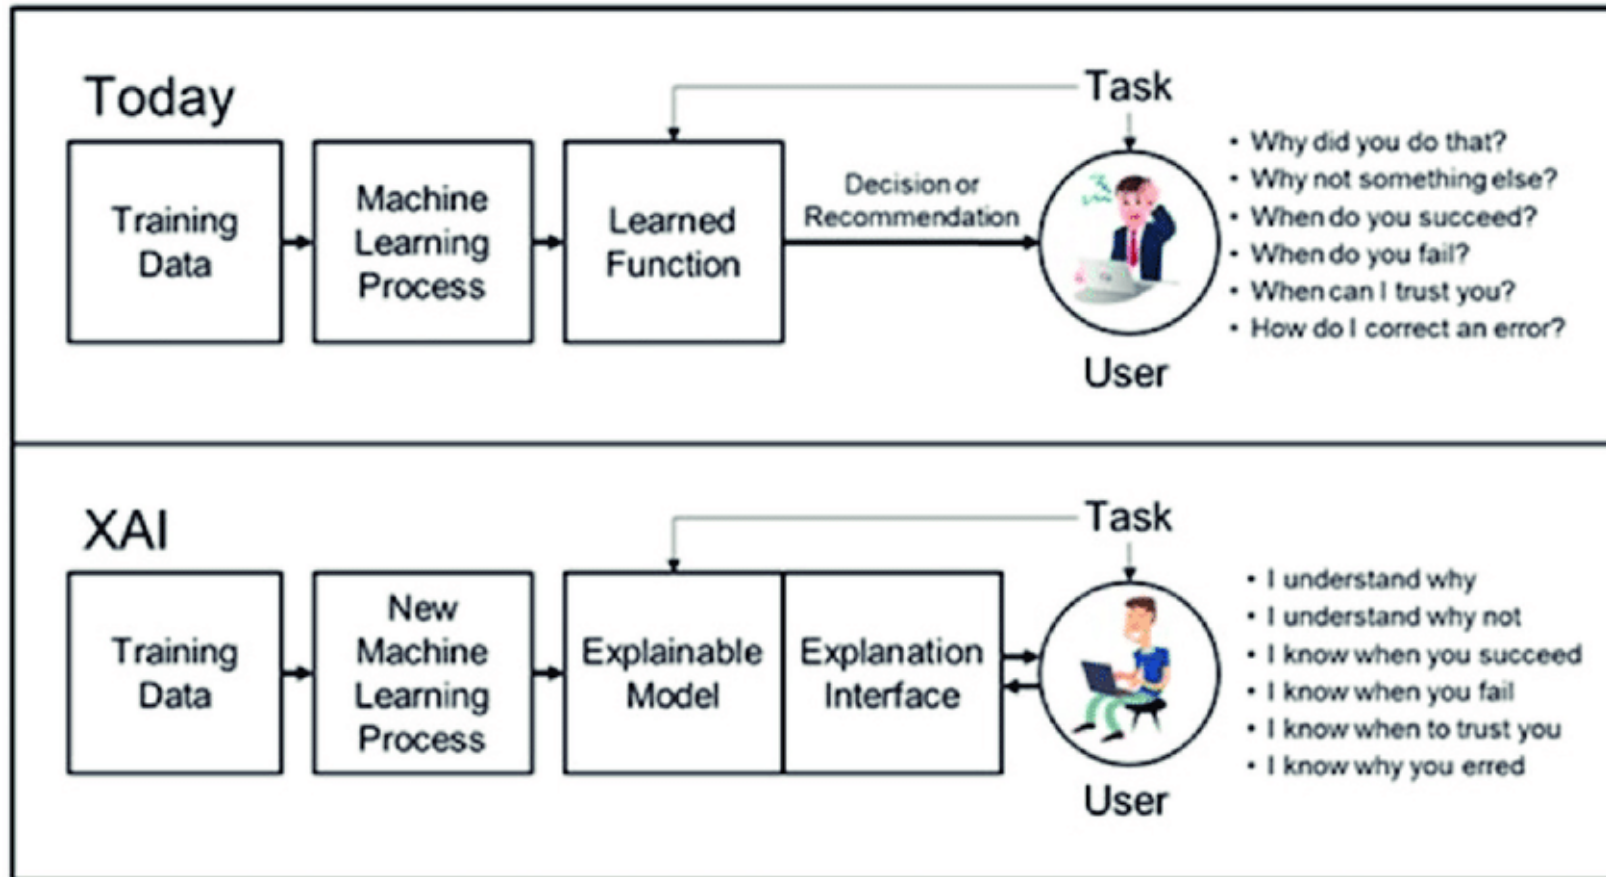 Today
Task
Training
Data
Machine
Learning
Process
Learned
Function
Decision or
Recommendation
User
• Why did you do that?
• Why not something else?
• When do you succeed?
• When do you fail?
• When can I trust you?
• How do I correct an error?
XAI
Task
Training
Data
New
Machine
Learning
Process
Explainable
Model
Explanation
Interface
User
• I understand why
• I understand why not
• I know when you succeed
• I know when you fail
• I know when to trust you
• I know why you erred